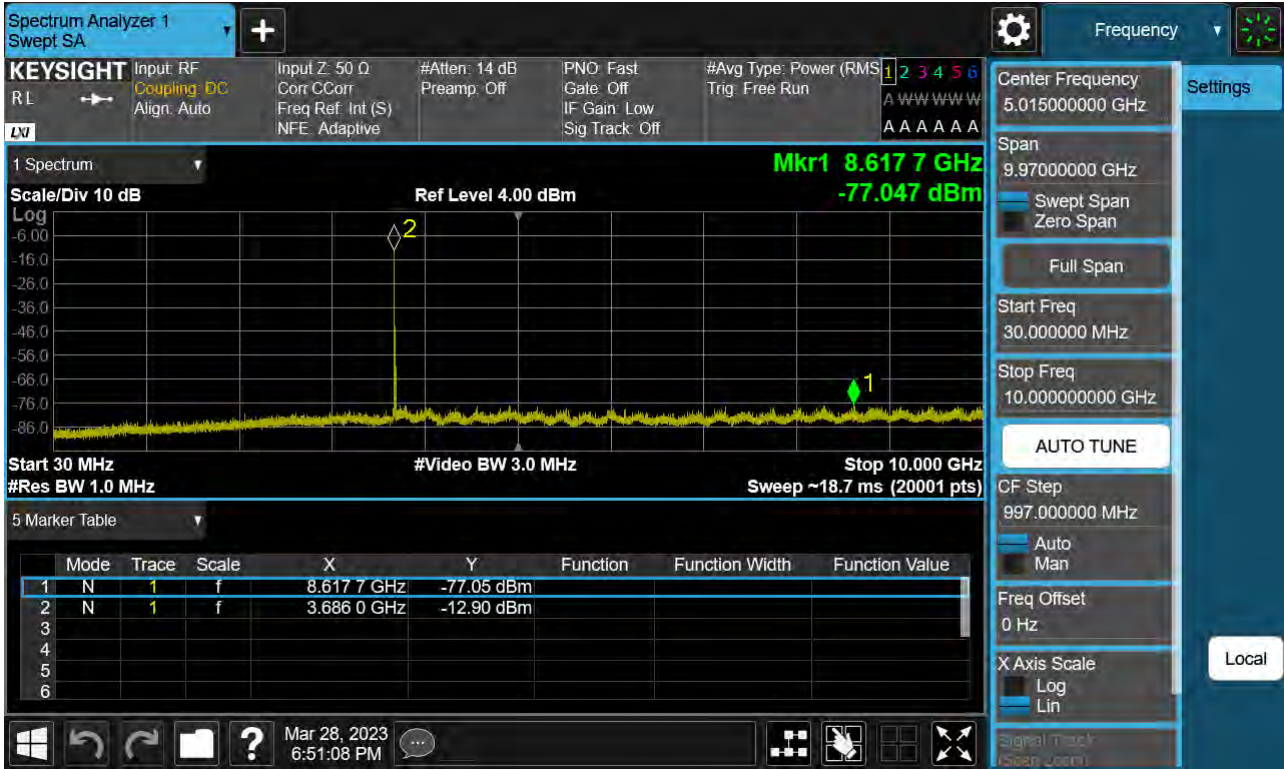 Spectrum Analyzer 1
Swept SA
+
Frequency
KEYSIGHT
R L
LXI
Input: RF
Coupling: DC
Align: Auto
Input Z: 50 Ω
Corr CCorr
Freq Ref: Int (S)
NFE: Adaptive
#Atten: 14 dB
Preamp: Off
PNO: Fast
Gate: Off
IF Gain: Low
Sig Track: Off
#Avg Type: Power (RMS
Trig: Free Run
1 2 3 4 5 6
A W W W W W
A A A A A A
1 Spectrum
Scale/Div 10 dB
Ref Level 4.00 dBm
Mkr1 8.617 7 GHz
-77.047 dBm
Log
-6.00
-16.0
-26.0
-36.0
-46.0
-56.0
-66.0
-76.0
-86.0
2
1
Start 30 MHz
#Video BW 3.0 MHz
Stop 10.000 GHz
#Res BW 1.0 MHz
Sweep ~18.7 ms (20001 pts)
5 Marker Table
Mode Trace Scale X Y Function Function Width Function Value
1 N 1 f 8.617 7 GHz -77.05 dBm
2 N 1 f 3.686 0 GHz -12.90 dBm
3
4
5
6
?
Mar 28, 2023
6:51:08 PM
Center Frequency
5.015000000 GHz
Span
9.97000000 GHz
Swept Span
Zero Span
Full Span
Start Freq
30.000000 MHz
Stop Freq
10.000000000 GHz
AUTO TUNE
CF Step
997.000000 MHz
Auto
Man
Freq Offset
0 Hz
X Axis Scale
Log
Lin
Signal Track
(Span Zoom)
Settings
Local